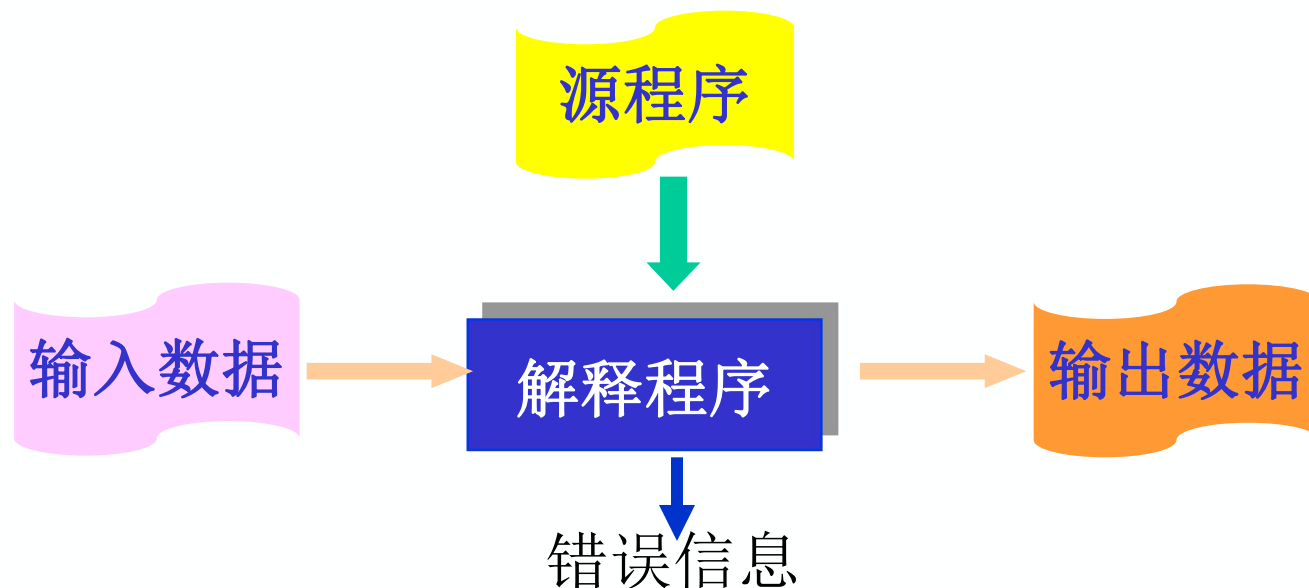 源程序
输入数据
解释程序
输出数据
错误信息